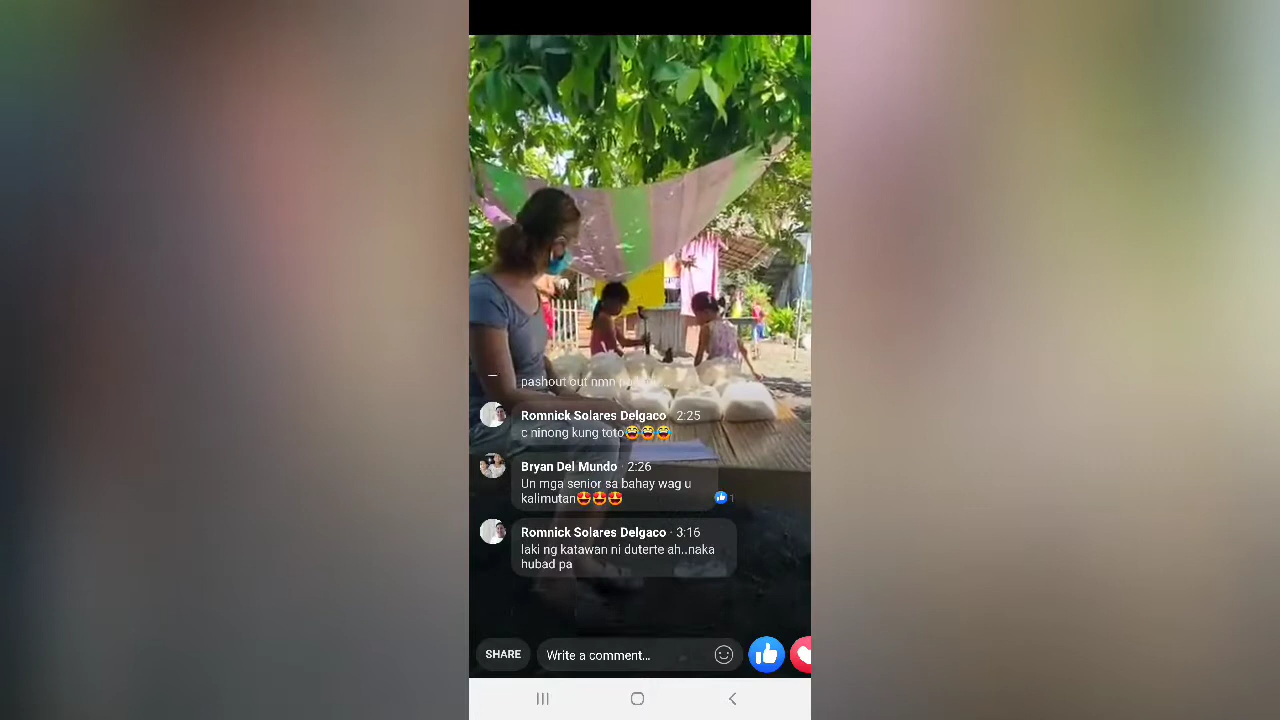 pashout out nmn pa
Romnick Solares Delgaco · 2:25
c ninong kung toto😂😂😂
Bryan Del Mundo · 2:26
Un mga senior sa bahay wag u
kalimutan🤩🤩🤩
1
Romnick Solares Delgaco · 3:16
laki ng katawan ni duterte ah..naka
hubad pa
SHARE
Write a comment...